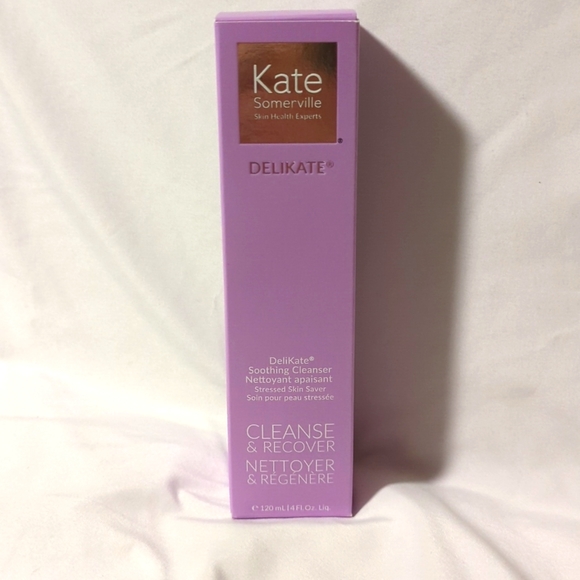 Kate
Somerville
Skin Health Experts
DELIKATE®
DeliKate®
Soothing Cleanser
Nettoyant apaisant
Stressed Skin Saver
Soin pour peau stressée
CLEANSE
& RECOVER
NETTOYER
& RÉGÉNÈRE
℮ 120 mL | 4 Fl. Oz. Liq.